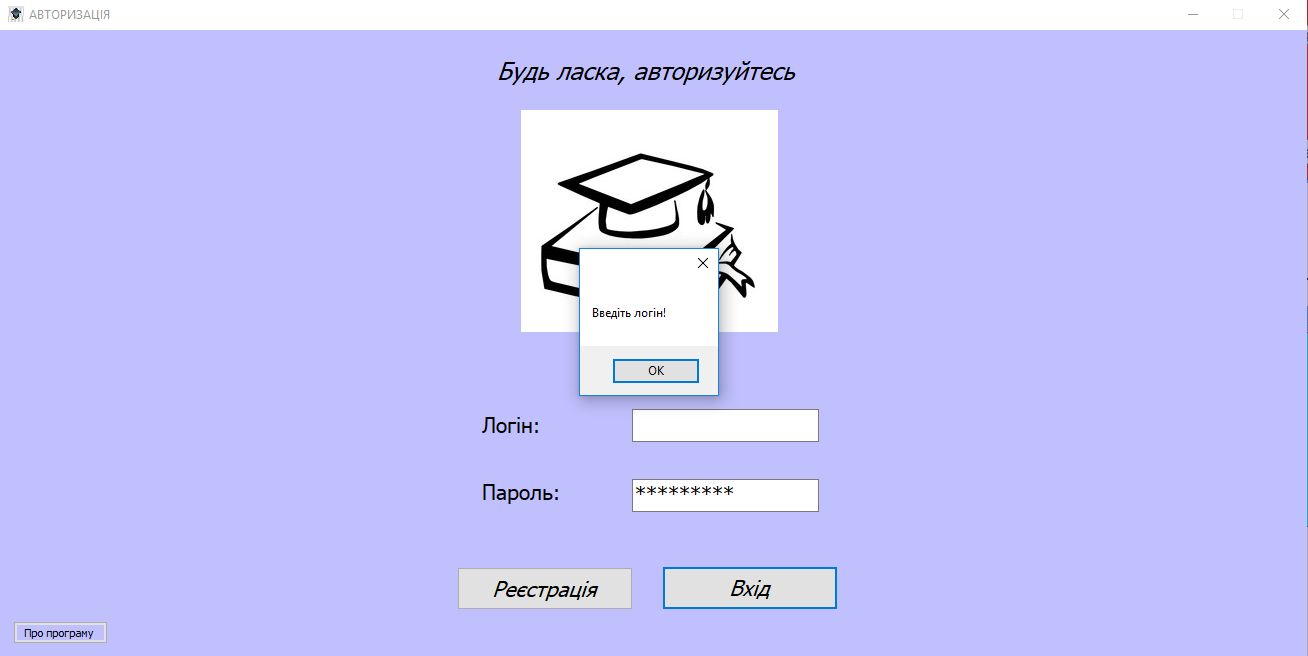 АВТОРИЗАЦІЯ
Будь ласка, авторизуйтесь
Введіть логін!
OK
Логін:
Пароль: *********
Реєстрація Вхід
Про програму